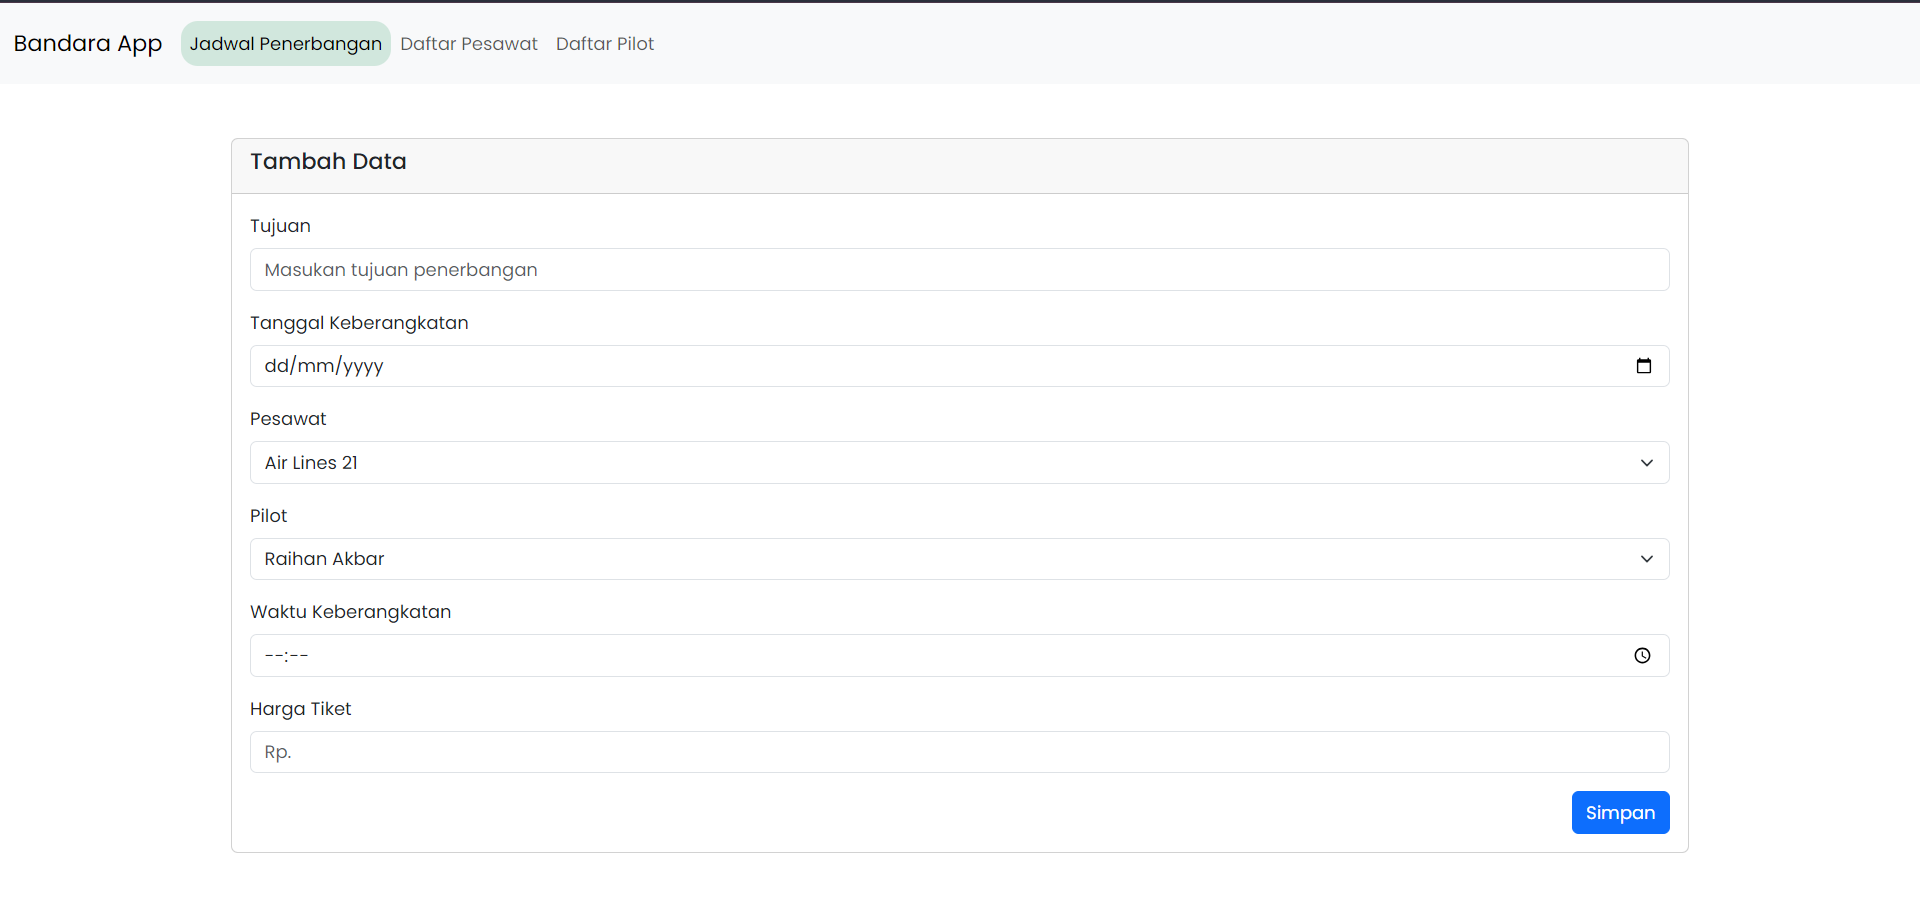 Bandara App Jadwal Penerbangan Daftar Pesawat Daftar Pilot
Tambah Data
Tujuan
Masukan tujuan penerbangan
Tanggal Keberangkatan
dd/mm/yyyy
Pesawat
Air Lines 21
Pilot
Raihan Akbar
Waktu Keberangkatan
--:--
Harga Tiket
Rp.
Simpan